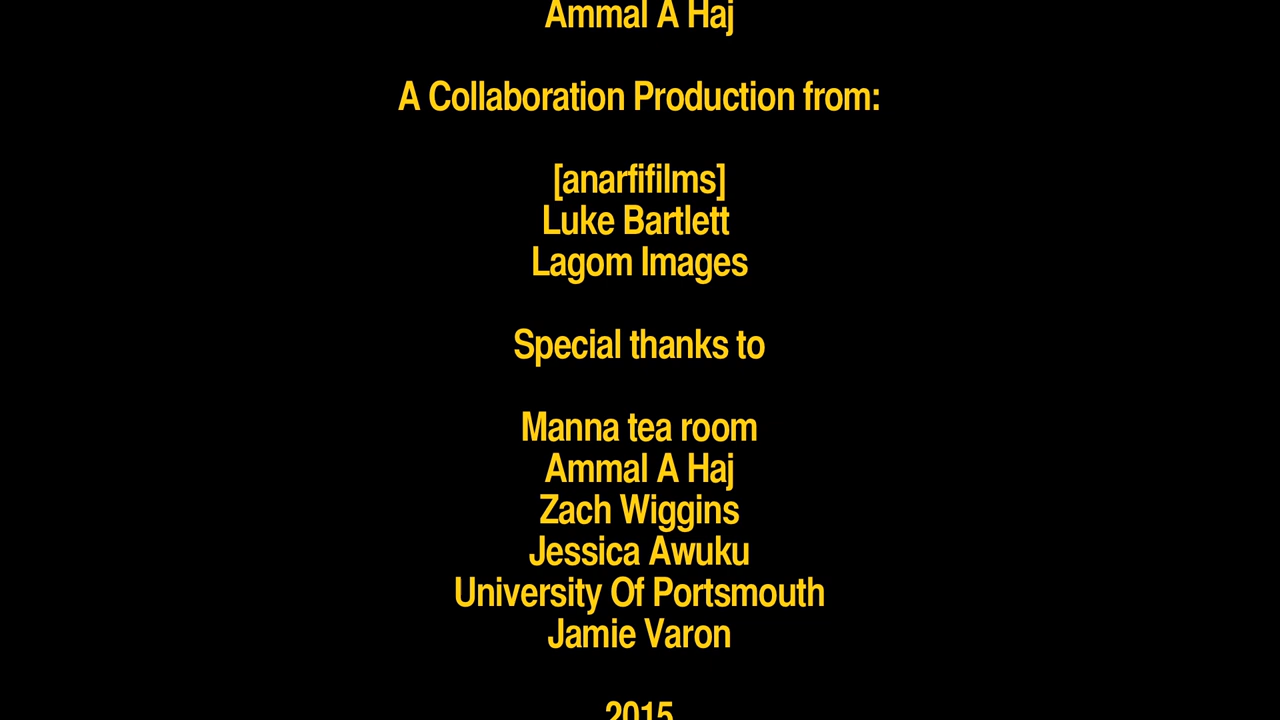 Ammal A Haj
A Collaboration Production from:
[anarfifilms]
Luke Bartlett
Lagom Images
Special thanks to
Manna tea room
Ammal A Haj
Zach Wiggins
Jessica Awuku
University Of Portsmouth
Jamie Varon
2015